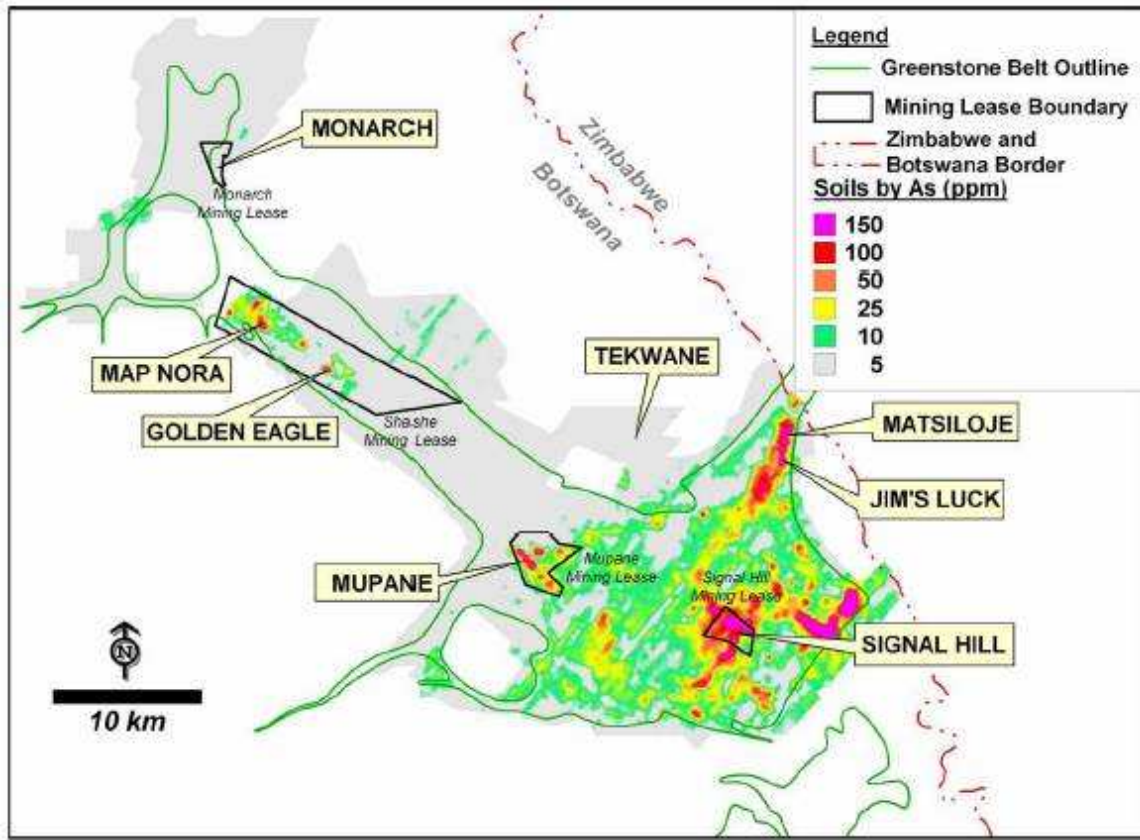 Legend
Greenstone Belt Outline
Mining Lease Boundary
Zimbabwe and
Botswana Border
Soils by As (ppm)
150
100
50
25
10
5
Zimbabwe
Botswana
MONARCH
Monarch
Mining Lease
MAP NORA
GOLDEN EAGLE
Shashe
Mining Lease
TEKWANE
MATSILOJE
JIM'S LUCK
MUPANE
Mupane
Mining Lease
Signal Hill
Mining Lease
SIGNAL HILL
N
10 km